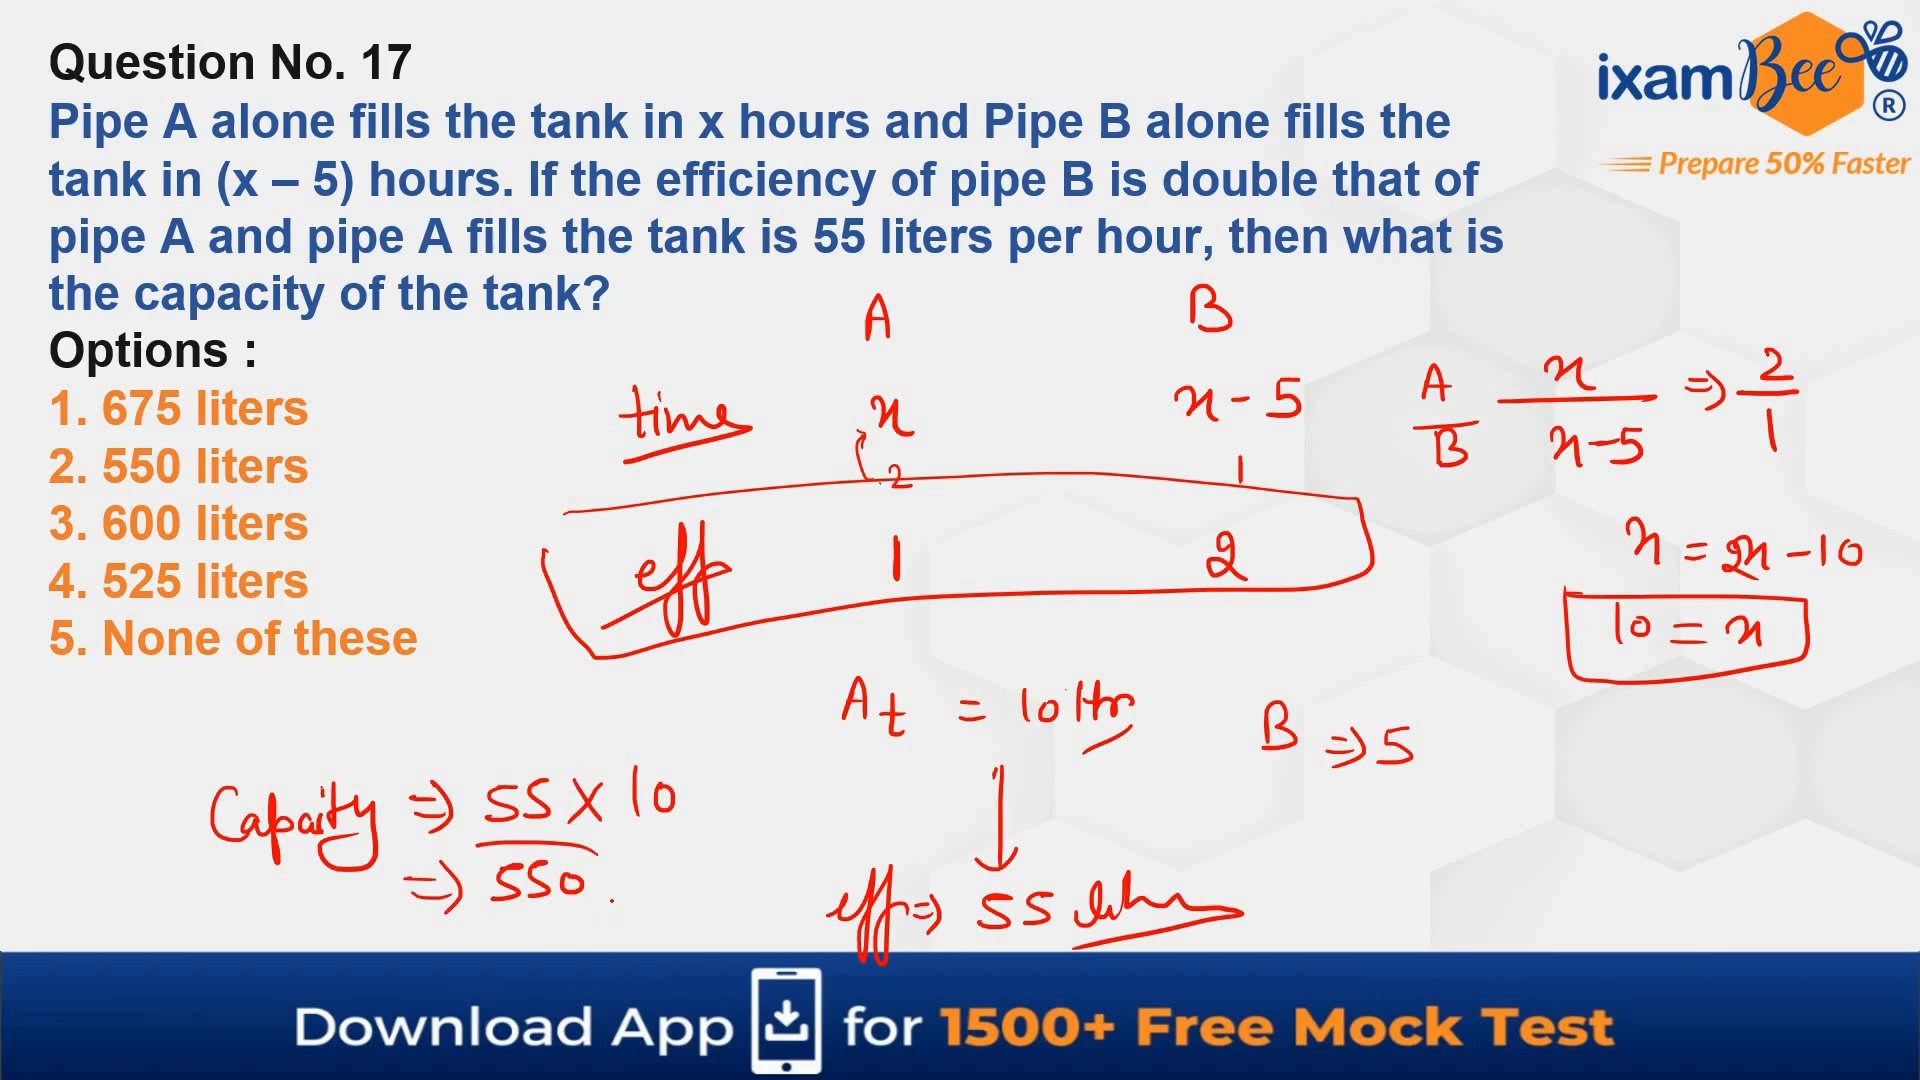 Question No. 17
Pipe A alone fills the tank in x hours and Pipe B alone fills the
tank in (x – 5) hours. If the efficiency of pipe B is double that of
pipe A and pipe A fills the tank is 55 liters per hour, then what is
the capacity of the tank?
Options :
1. 675 liters
2. 550 liters
3. 600 liters
4. 525 liters
5. None of these
ixamBee ®
Prepare 50% Faster
A B
time x x - 5
2 1
eff 1 2
A/B x/x-5 => 2/1
x = 2x - 10
10 = x
At = 10 Hr B => 5
Capacity => 55 X 10
=> 550.
eff => 55
Download App for 1500+ Free Mock Test